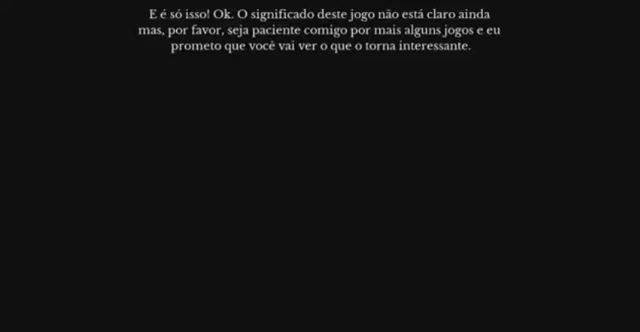 E é só isso! Ok. O significado deste jogo não está claro ainda
mas, por favor, seja paciente comigo por mais alguns jogos e eu
prometo que você vai ver o que o torna interessante.